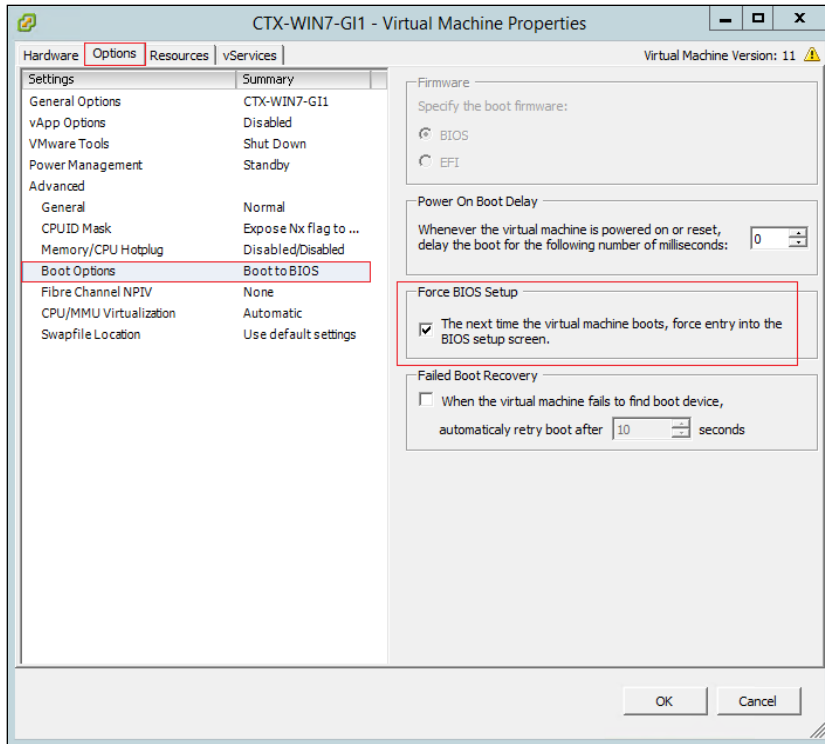 CTX-WIN7-GI1 - Virtual Machine Properties
Hardware Options Resources vServices Virtual Machine Version: 11
Settings Summary
General Options CTX-WIN7-GI1
vApp Options Disabled
VMware Tools Shut Down
Power Management Standby
Advanced
General Normal
CPUID Mask Expose Nx flag to ...
Memory/CPU Hotplug Disabled/Disabled
Boot Options Boot to BIOS
Fibre Channel NPIV None
CPU/MMU Virtualization Automatic
Swapfile Location Use default settings
Firmware
Specify the boot firmware:
BIOS
EFI
Power On Boot Delay
Whenever the virtual machine is powered on or reset,
delay the boot for the following number of milliseconds: 0
Force BIOS Setup
The next time the virtual machine boots, force entry into the
BIOS setup screen.
Failed Boot Recovery
When the virtual machine fails to find boot device,
automaticaly retry boot after 10 seconds
OK Cancel